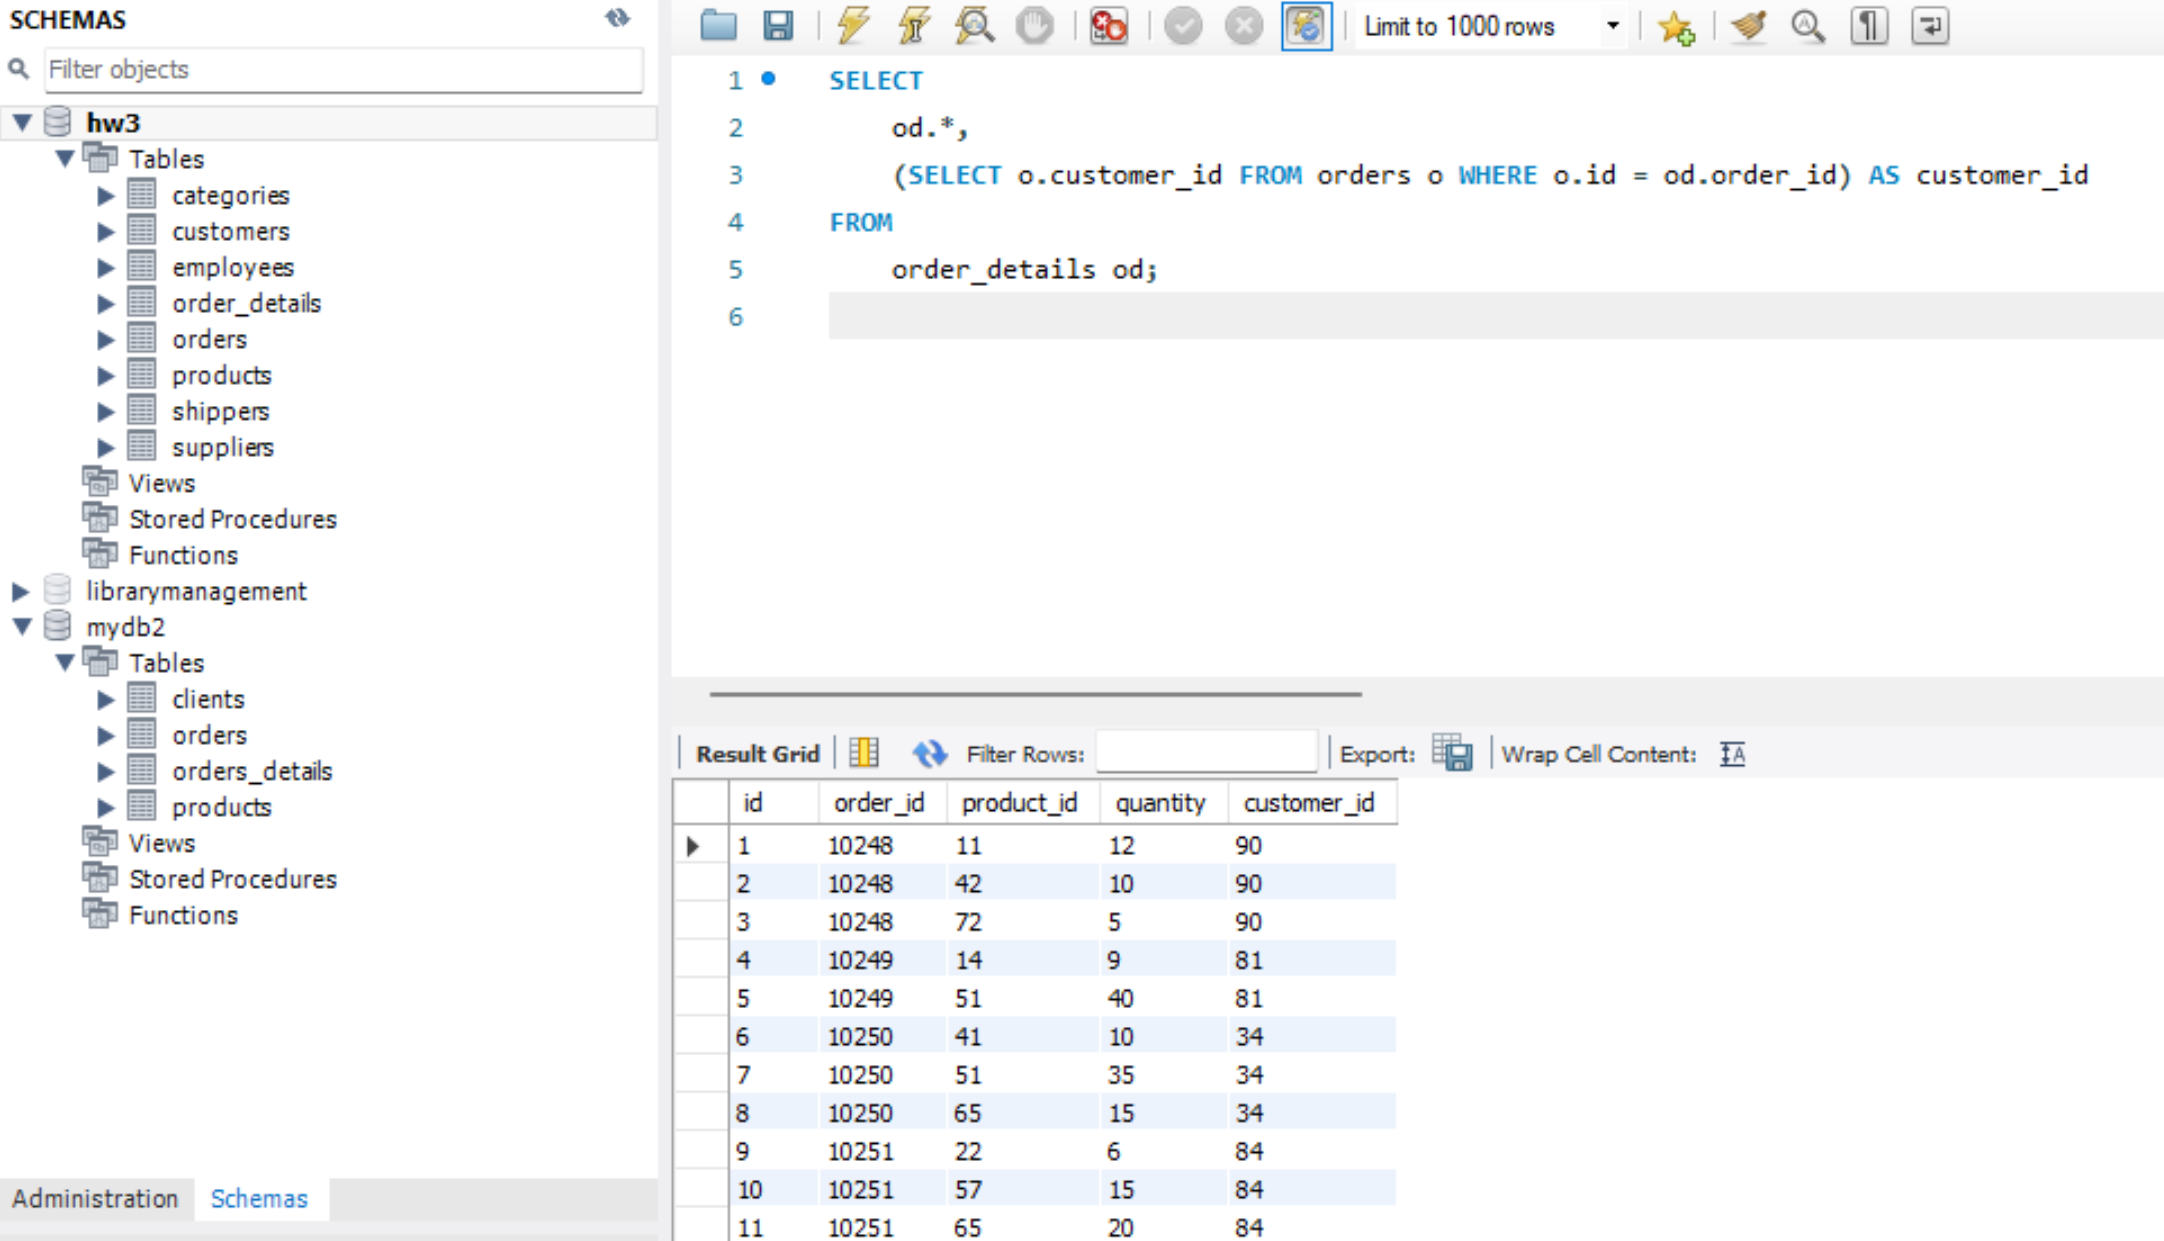 SCHEMAS
Filter objects
hw3
Tables
categories
customers
employees
order_details
orders
products
shippers
suppliers
Views
Stored Procedures
Functions
librarymanagement
mydb2
Tables
clients
orders
orders_details
products
Views
Stored Procedures
Functions
Administration Schemas
Limit to 1000 rows
1 SELECT
2 od.*,
3 (SELECT o.customer_id FROM orders o WHERE o.id = od.order_id) AS customer_id
4 FROM
5 order_details od;
6
Result Grid Filter Rows: Export: Wrap Cell Content: IA
id order_id product_id quantity customer_id
1 10248 11 12 90
2 10248 42 10 90
3 10248 72 5 90
4 10249 14 9 81
5 10249 51 40 81
6 10250 41 10 34
7 10250 51 35 34
8 10250 65 15 34
9 10251 22 6 84
10 10251 57 15 84
11 10251 65 20 84